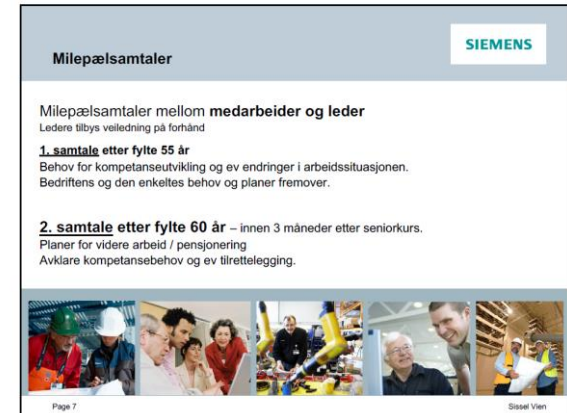 Milepælsamtaler
SIEMENS
Milepælsamtaler mellom medarbeider og leder
Ledere tilbys veiledning på forhånd
1. samtale etter fylte 55 år
Behov for kompetanseutvikling og ev endringer i arbeidssituasjonen.
Bedriftens og den enkeltes behov og planer fremover.
2. samtale etter fylte 60 år – innen 3 måneder etter seniorkurs.
Planer for videre arbeid / pensjonering
Avklare kompetansebehov og ev tilrettelegging.
Page 7
Sissel Vien